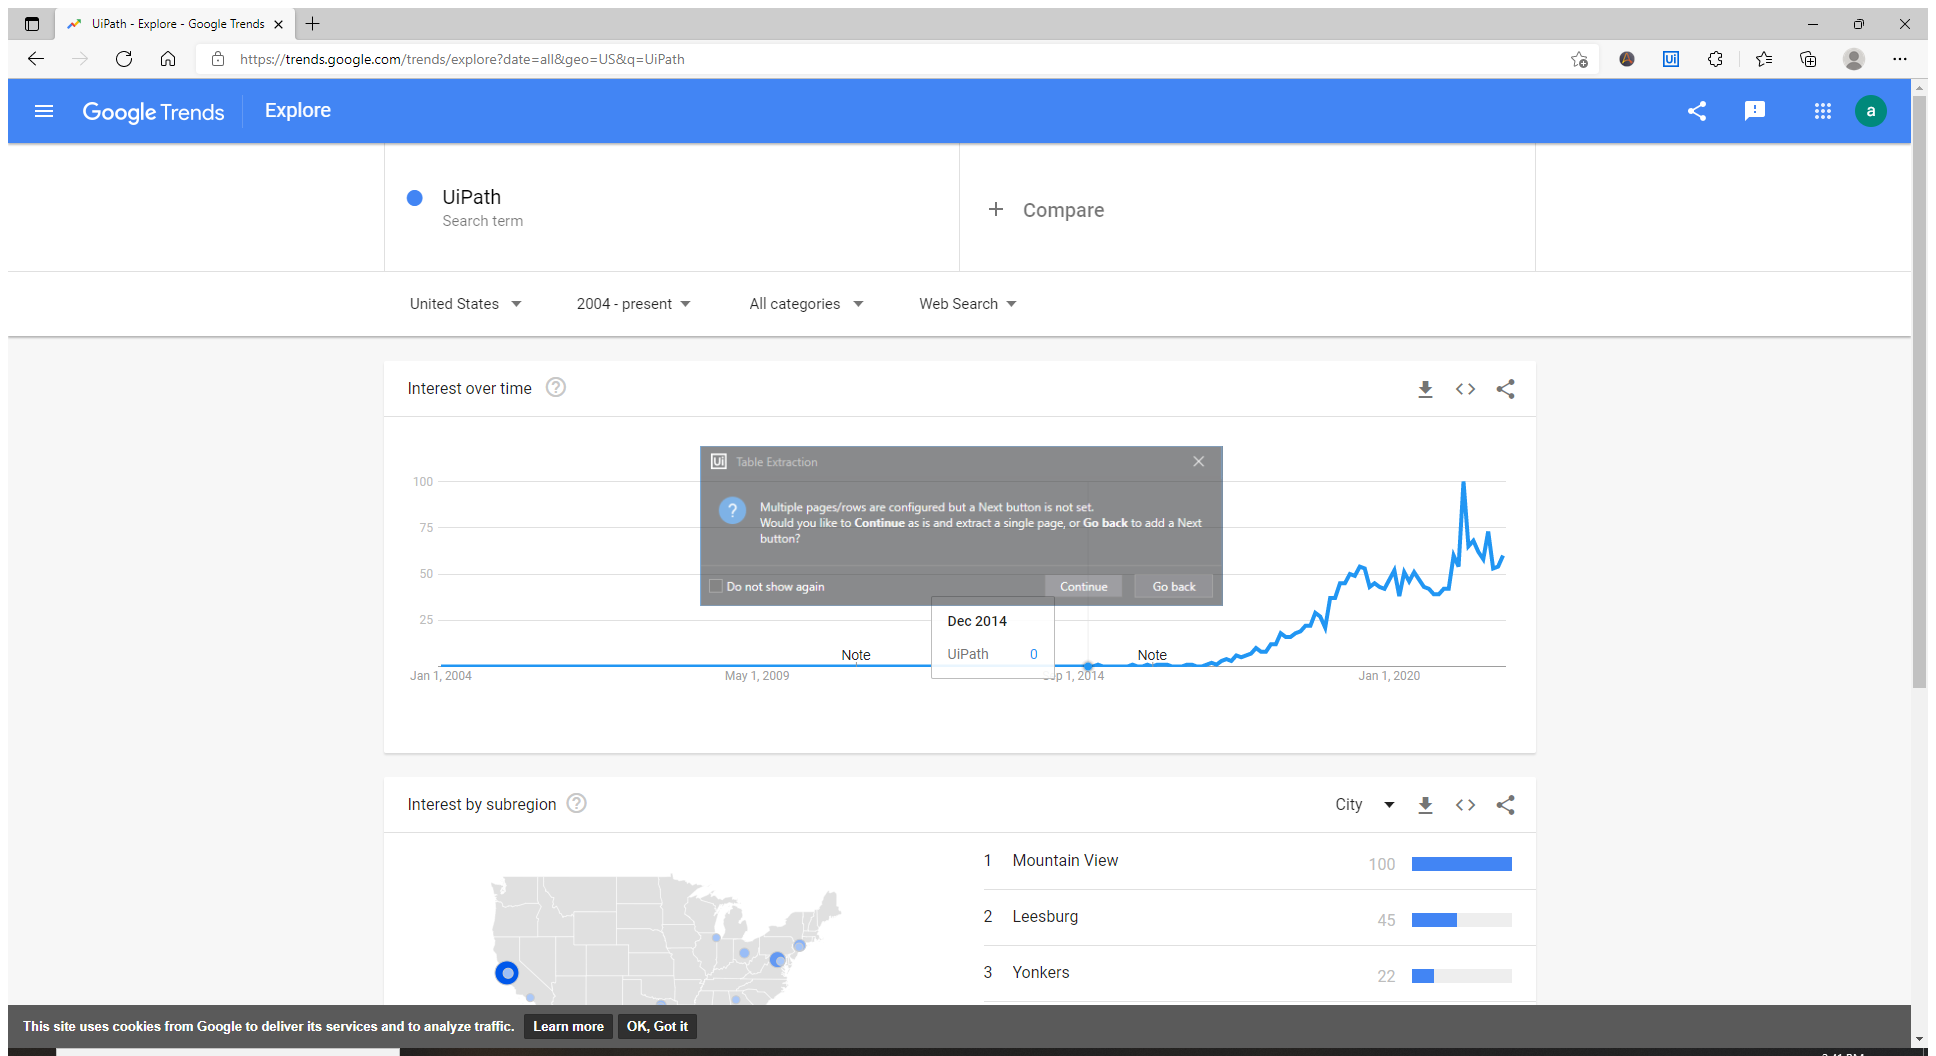 UiPath - Explore - Google Trends
https://trends.google.com/trends/explore?date=all&geo=US&q=UiPath
Ui
Google Trends
Explore
a
UiPath
Search term
Compare
United States
2004 - present
All categories
Web Search
Interest over time
?
Ui Table Extraction
?
Multiple pages/rows are configured but a Next button is not set.
Would you like to Continue as is and extract a single page, or Go back to add a Next
button?
Do not show again
Continue
Go back
100
75
50
25
Dec 2014
UiPath 0
Note
Note
Jan 1, 2004
May 1, 2009
1, 2014
Jan 1, 2020
Interest by subregion
?
City
1 Mountain View 100
2 Leesburg 45
3 Yonkers 22
This site uses cookies from Google to deliver its services and to analyze traffic.
Learn more
OK, Got it